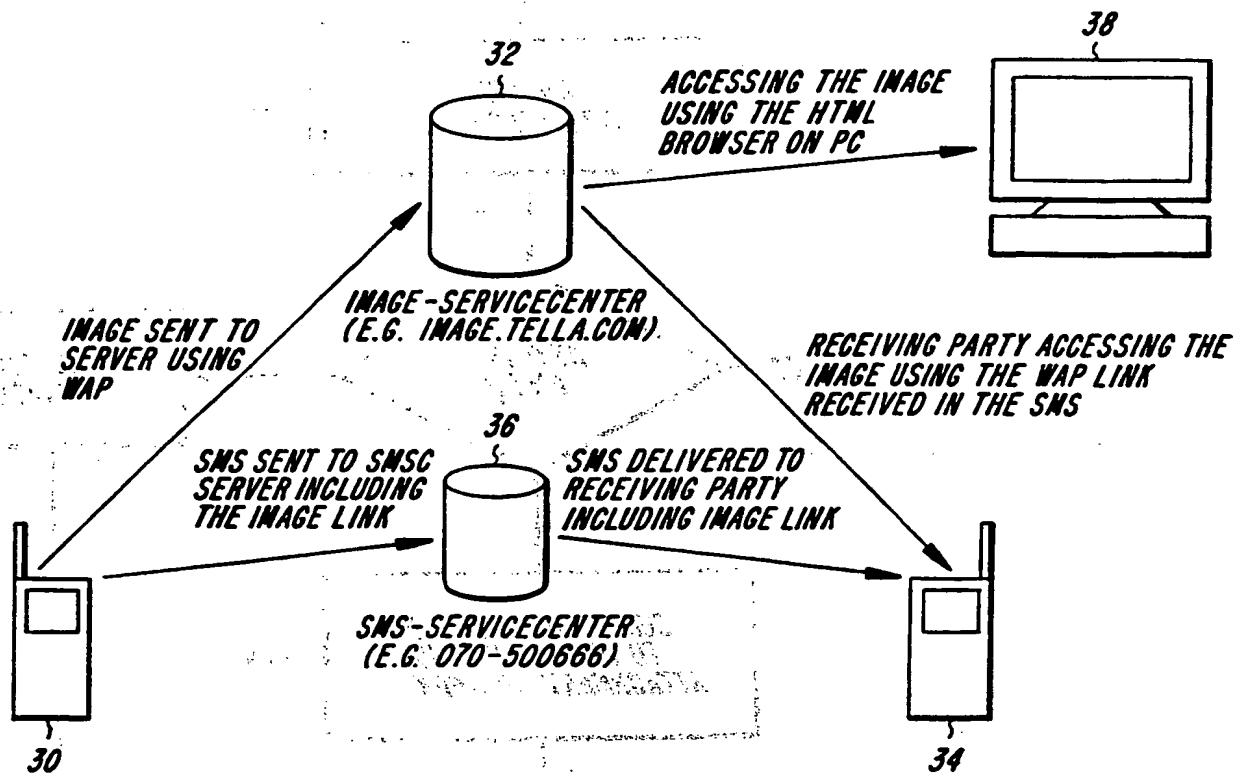 32
38
ACCESSING THE IMAGE
USING THE HTML
BROWSER ON PC
IMAGE-SERVICECENTER
(E.G. IMAGE.TELLA.COM)
IMAGE SENT TO
SERVER USING
WAP
RECEIVING PARTY ACCESSING THE
IMAGE USING THE WAP LINK
RECEIVED IN THE SMS
36
SMS SENT TO SMSC
SERVER INCLUDING
THE IMAGE LINK
SMS DELIVERED TO
RECEIVING PARTY
INCLUDING IMAGE LINK
SMS-SERVICECENTER
(E.G. 070-500666)
30
34